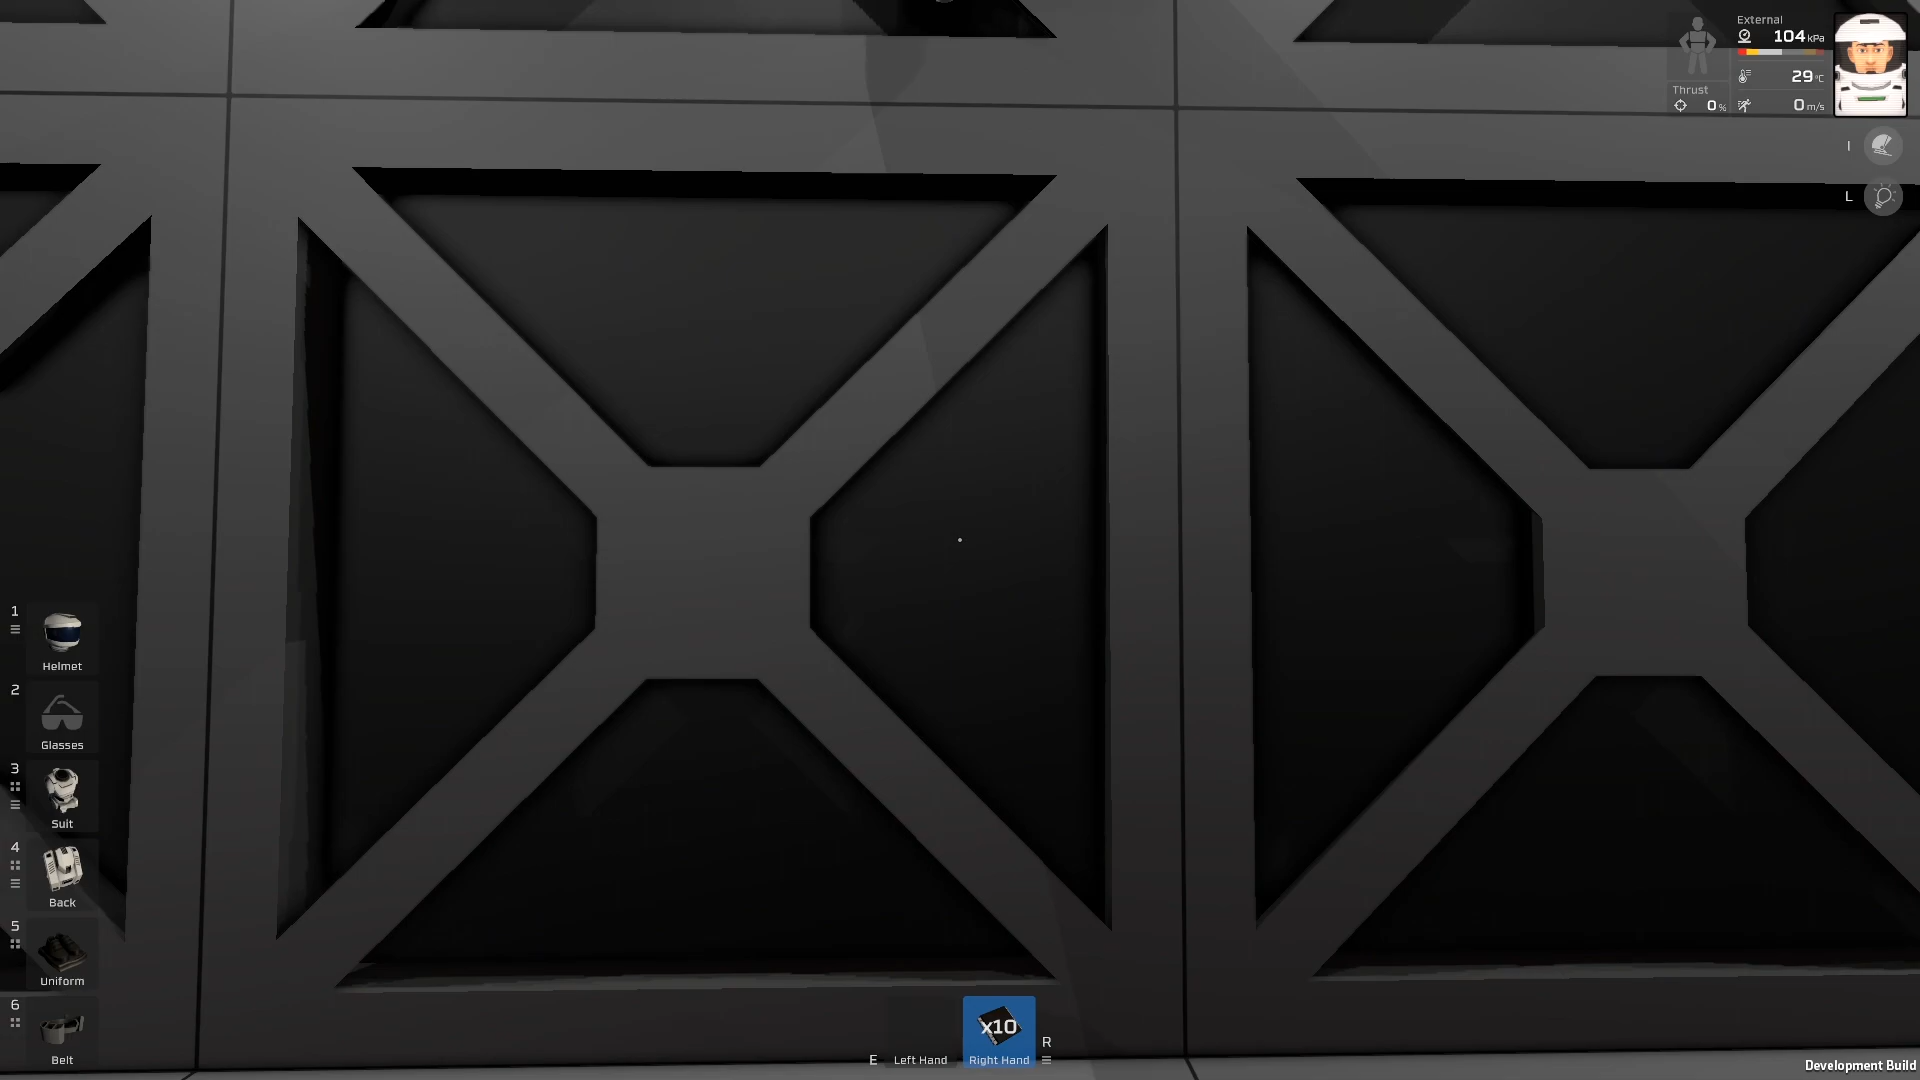 External
104 kPa
29 °C
Thrust
0 %
0 m/s
I
L
1
Helmet
2
Glasses
3
Suit
4
Back
5
Uniform
6
Belt
x10
E Left Hand Right Hand R
Development Build